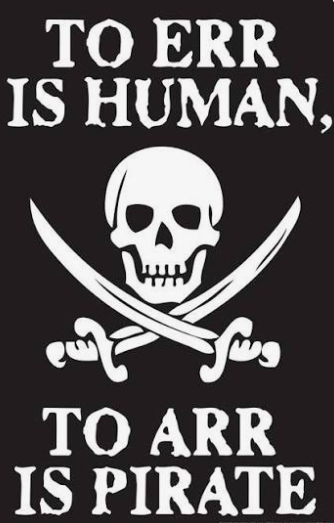 TO ERR
IS HUMAN,
TO ARR
IS PIRATE